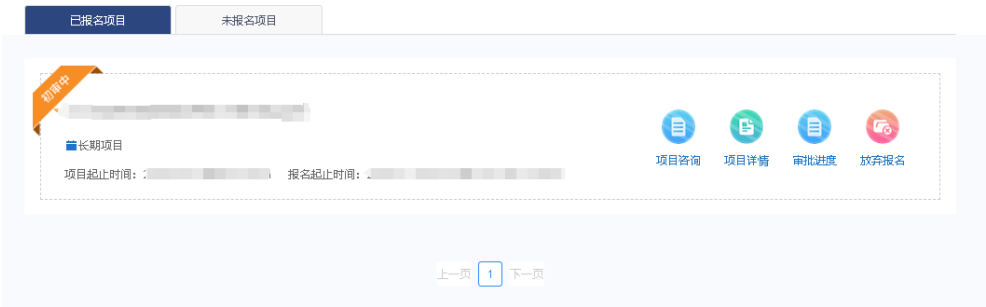 已报名项目
未报名项目
初审中
长期项目
项目起止时间：
报名起止时间：
项目咨询
项目详情
审批进度
放弃报名
上一页 1 下一页